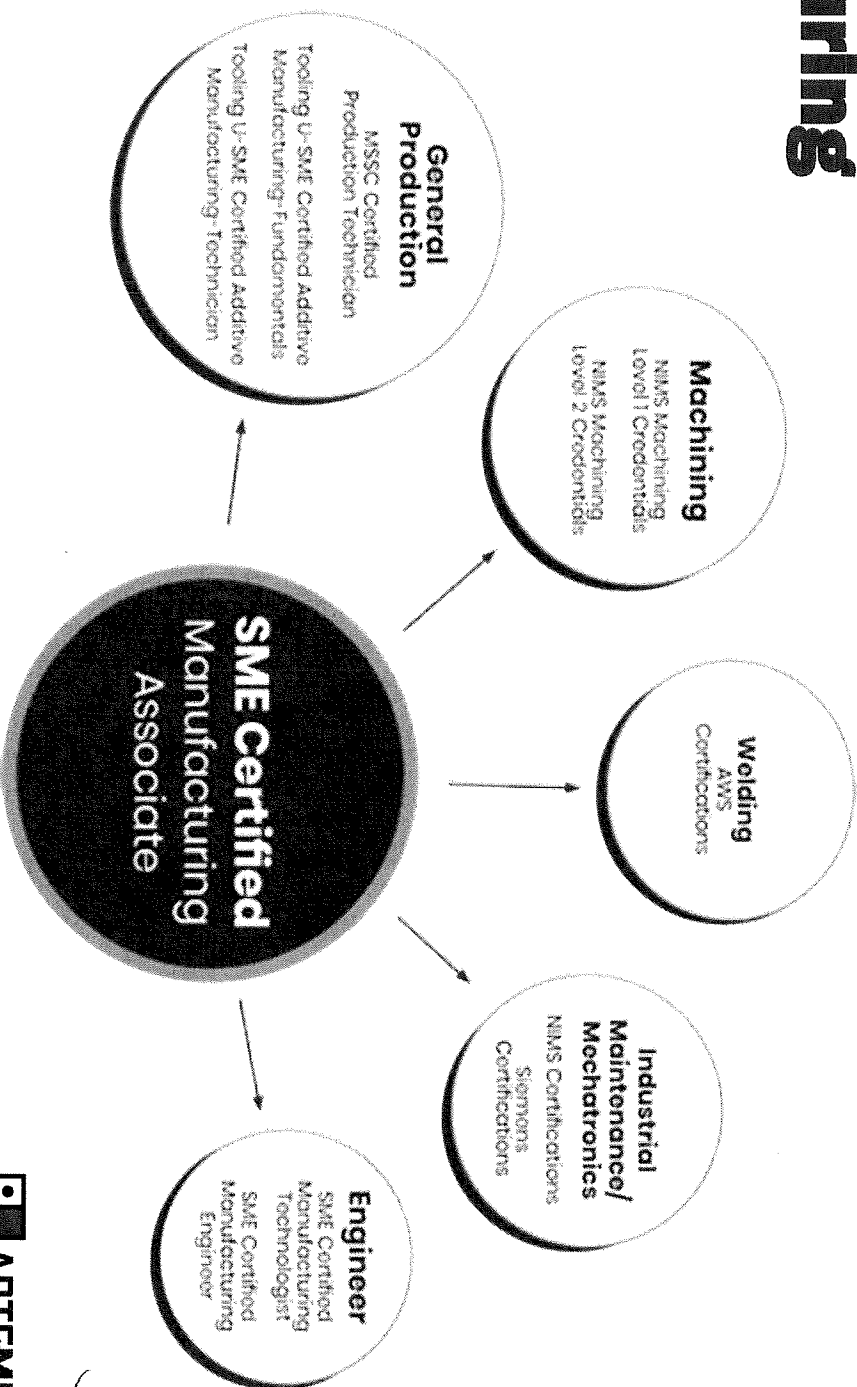 uring
General
Production
MSSC Certified
Production Technician
Tooling U-SME Certified Additive
Manufacturing-Fundamentals
Tooling U-SME Certified Additive
Manufacturing-Technician
Machining
NIMS Machining
Level 1 Credentials
NIMS Machining
Level 2 Credentials
Welding
AWS
Certifications
Industrial
Maintenance/
Mechatronics
NIMS Certifications
Siemens
Certifications
Engineer
SME Certified
Manufacturing
Technologist
SME Certified
Manufacturing
Engineer
SME Certified
Manufacturing
Associate
ARTEMI